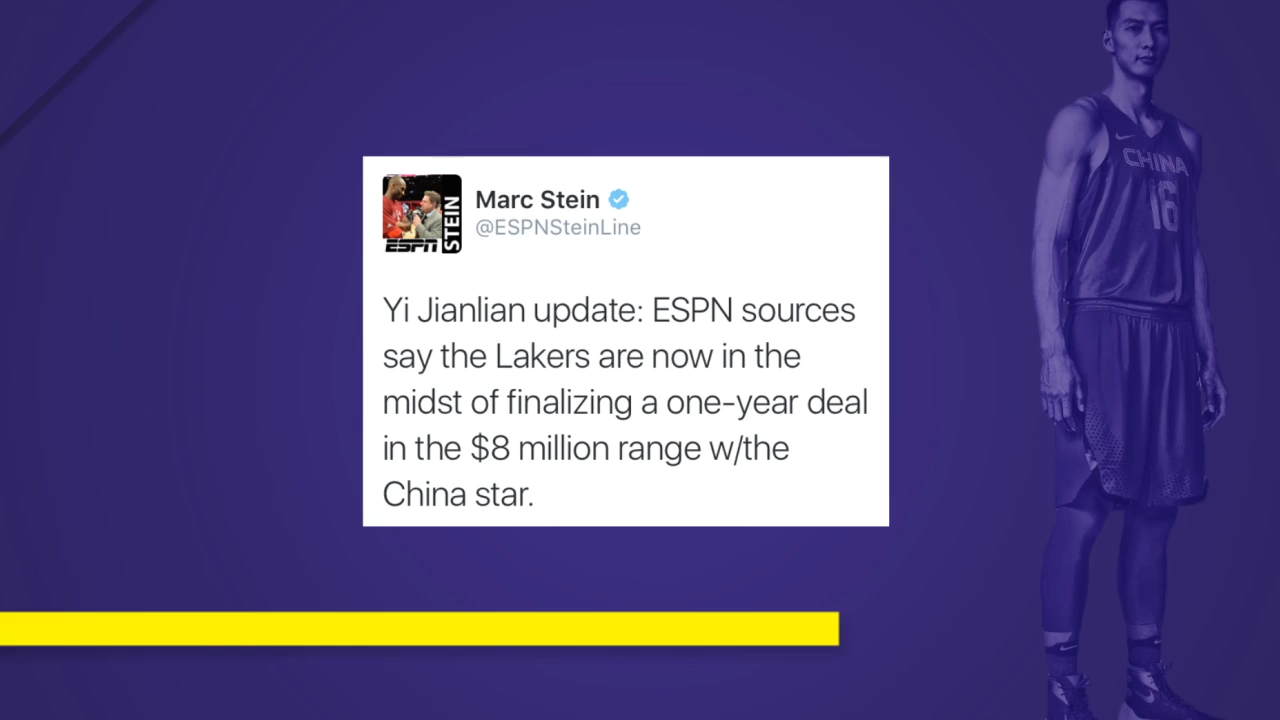 STEIN
ESPN
Marc Stein
@ESPNSteinLine
Yi Jianlian update: ESPN sources
say the Lakers are now in the
midst of finalizing a one-year deal
in the $8 million range w/the
China star.
CHINA
16